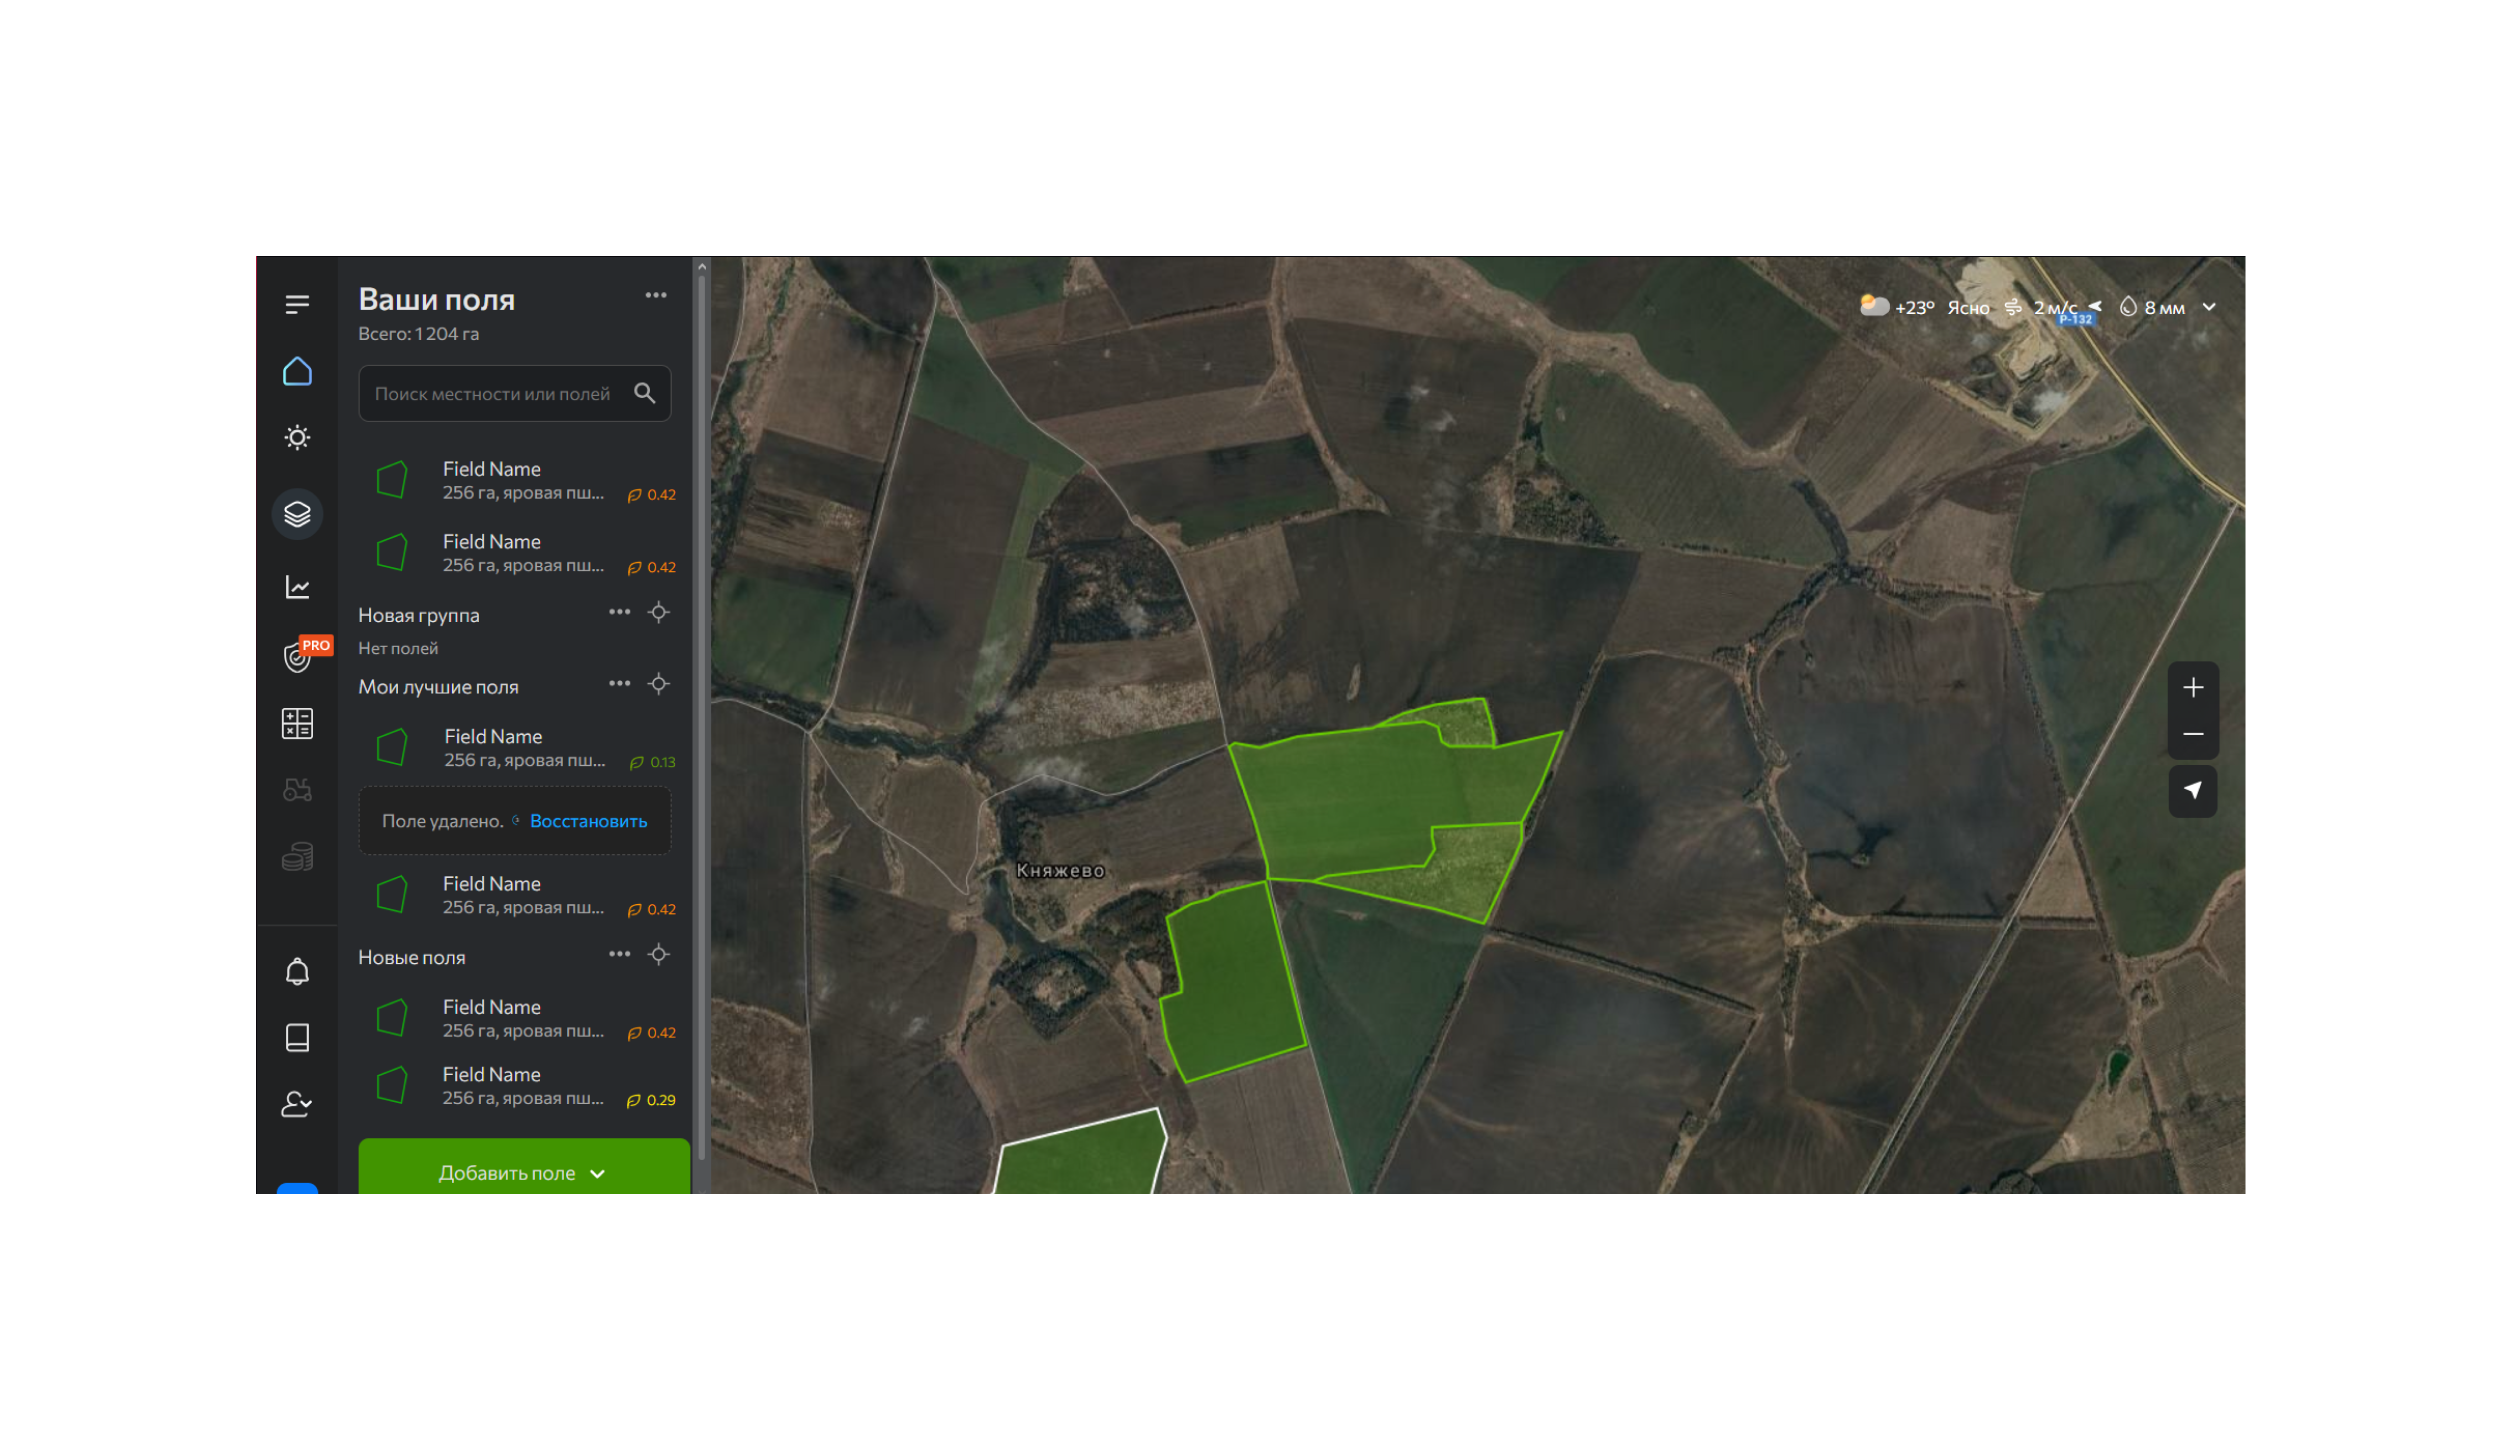 Ваши поля
Всего: 1 204 га
Поиск местности или полей
Field Name
256 га, яровая пш... 0.42
Field Name
256 га, яровая пш... 0.42
Новая группа
Нет полей
PRO
Мои лучшие поля
Field Name
256 га, яровая пш... 0.13
Поле удалено. Восстановить
Field Name
256 га, яровая пш... 0.42
Новые поля
Field Name
256 га, яровая пш... 0.42
Field Name
256 га, яровая пш... 0.29
Добавить поле
+23° Ясно 2 м/с 8 мм
Р-132
Княжево